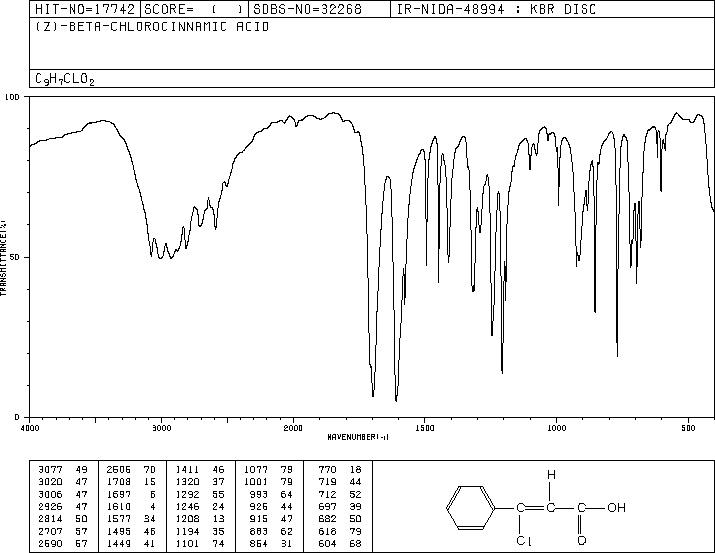 HIT-NO=17742 SCORE= ( ) SDBS-NO=32268 IR-NIDA-48994 : KBR DISC
(Z)-BETA-CHLOROCINNAMIC ACID
C9H7CLO2
100
50
0
TRANSMITTANCE(%)
4000 3000 2000 1500 1000 500
WAVENUMBER(-1)
3077 49 2506 70 1411 46 1077 79 770 18
3020 47 1708 15 1320 37 1001 79 719 44
3006 47 1697 6 1292 55 993 64 712 52
2926 47 1610 4 1246 24 926 44 697 39
2814 50 1577 34 1208 13 915 47 682 50
2707 57 1495 46 1194 35 883 62 618 79
2590 57 1449 41 1101 74 854 31 604 68
H
C C C OH
Cl O